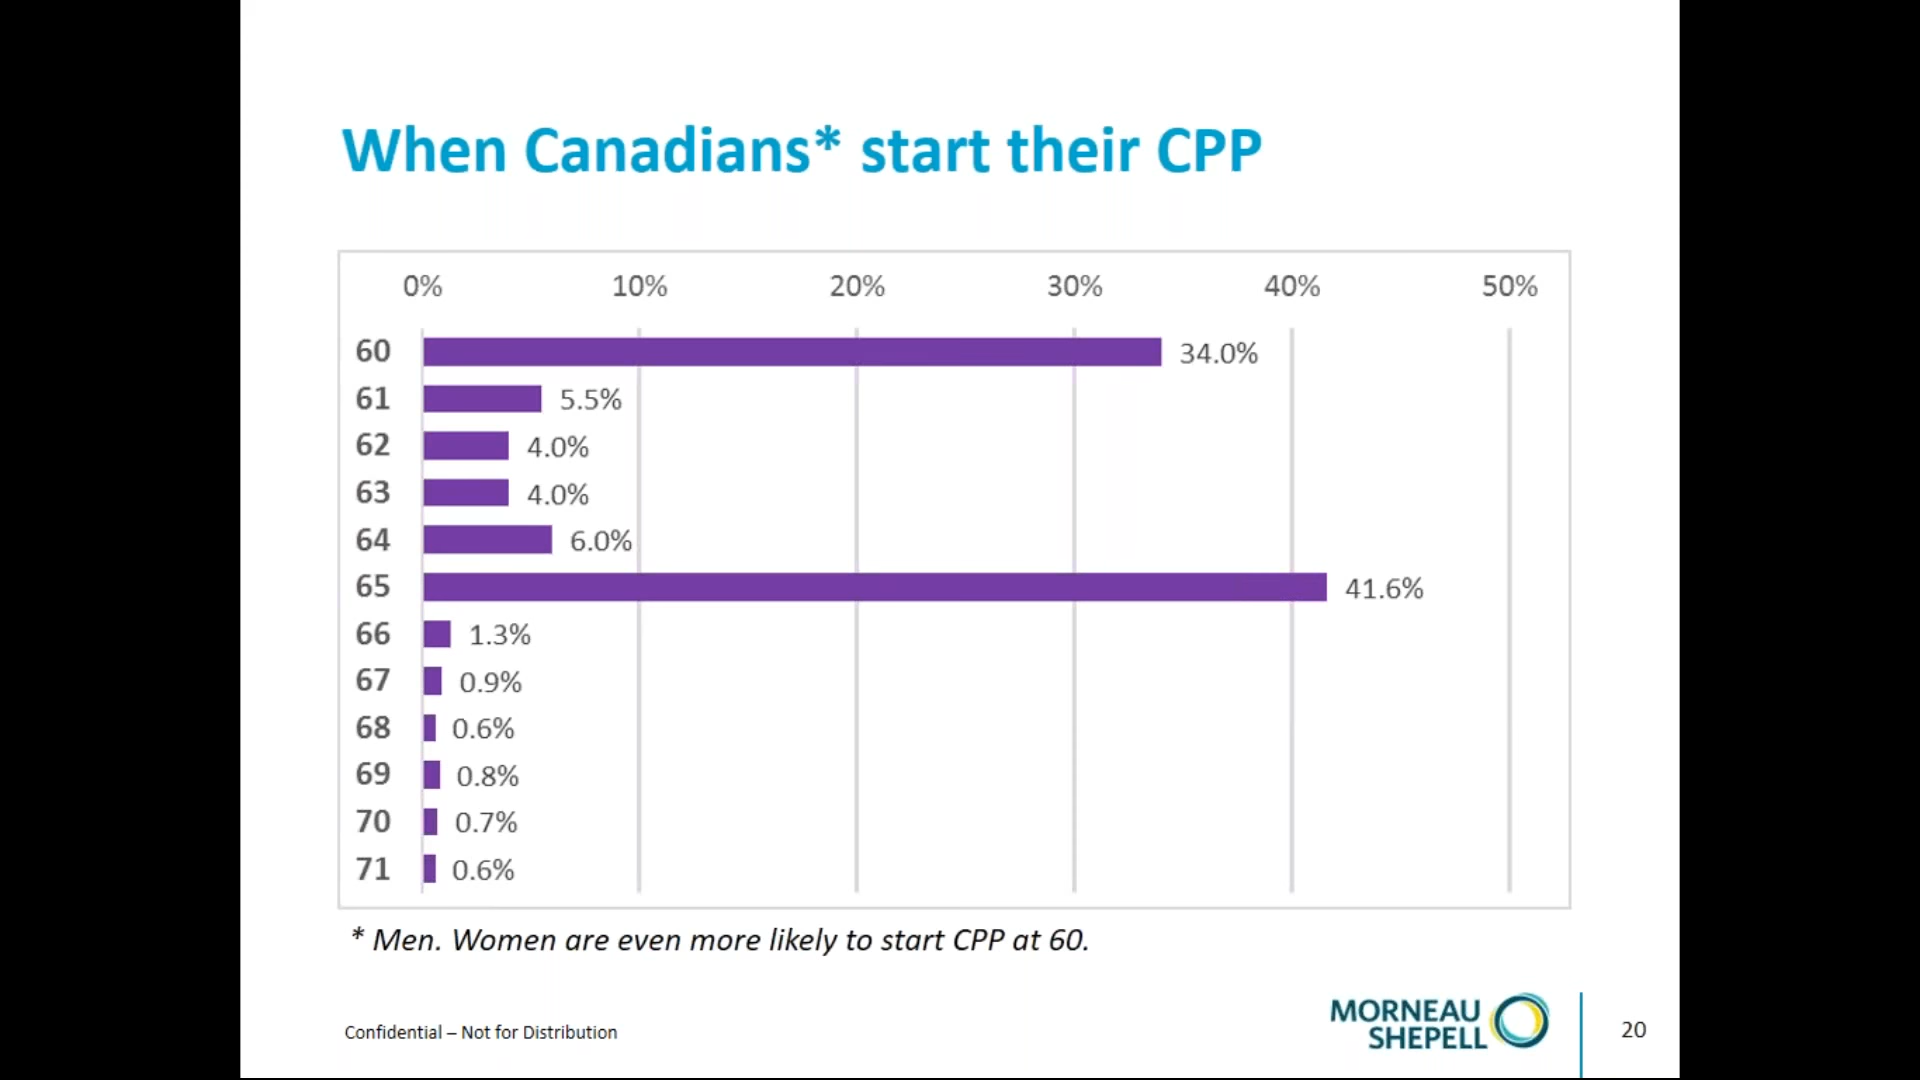 When Canadians* start their CPP
0% 10% 20% 30% 40% 50%
60 34.0%
61 5.5%
62 4.0%
63 4.0%
64 6.0%
65 41.6%
66 1.3%
67 0.9%
68 0.6%
69 0.8%
70 0.7%
71 0.6%
* Men. Women are even more likely to start CPP at 60.
Confidential – Not for Distribution
MORNEAU
SHEPELL
20